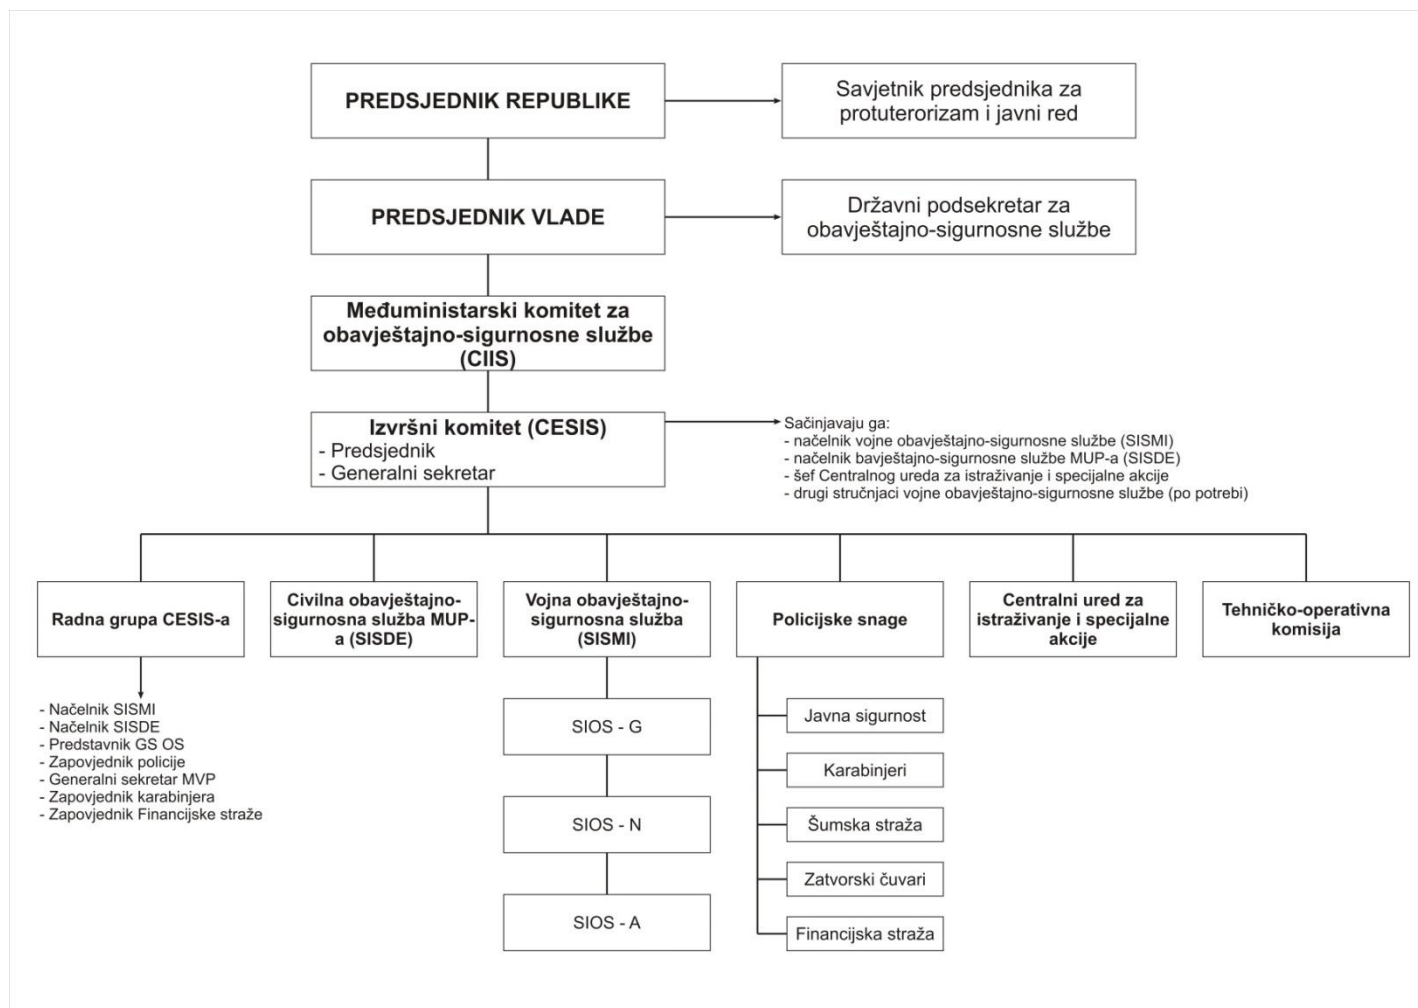 PREDSJEDNIK REPUBLIKE
Savjetnik predsjednika za
protuterorizam i javni red
PREDSJEDNIK VLADE
Državni podsekretar za
obavještajno-sigurnosne službe
Međuministarski komitet za
obavještajno-sigurnosne službe
(CIIS)
Izvršni komitet (CESIS)
- Predsjednik
- Generalni sekretar
Sačinjavaju ga:
- načelnik vojne obavještajno-sigurnosne službe (SISMI)
- načelnik bavještajno-sigurnosne službe MUP-a (SISDE)
- šef Centralnog ureda za istraživanje i specijalne akcije
- drugi stručnjaci vojne obavještajno-sigurnosne službe (po potrebi)
Radna grupa CESIS-a
Civilna obavještajno-
sigurnosna služba MUP-
a (SISDE)
Vojna obavještajno-
sigurnosna služba
(SISMI)
Policijske snage
Centralni ured za
istraživanje i specijalne
akcije
Tehničko-operativna
komisija
- Načelnik SISMI
- Načelnik SISDE
- Predstavnik GS OS
- Zapovjednik policije
- Generalni sekretar MVP
- Zapovjednik karabinjera
- Zapovjednik Financijske straže
SIOS - G
SIOS - N
SIOS - A
Javna sigurnost
Karabinjeri
Šumska straža
Zatvorski čuvari
Financijska straža